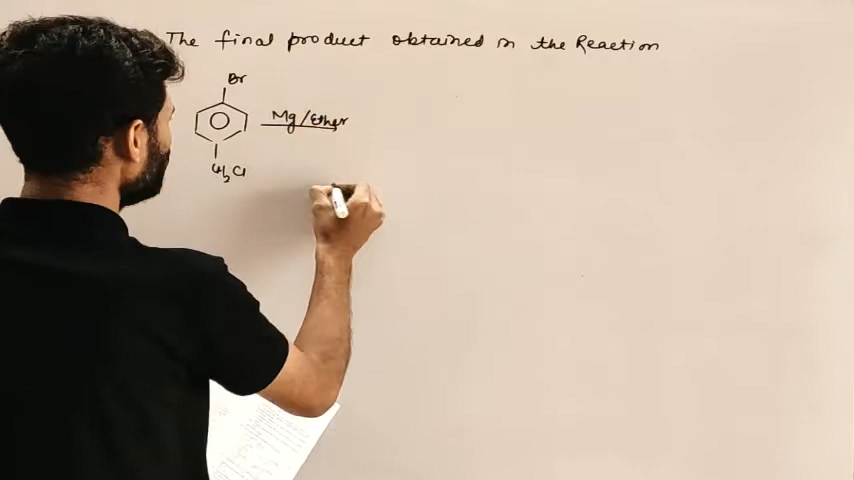 The final product obtained in the Reaction
Br
Mg/Ether
CH2Cl